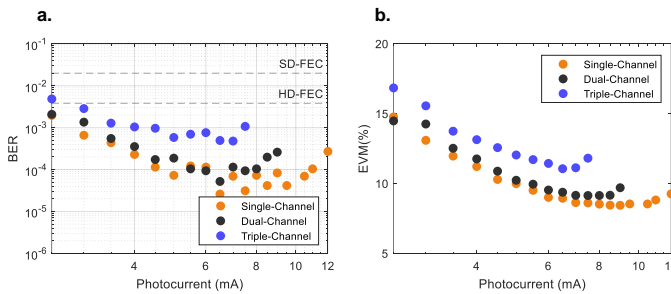 a.
b.
10^-1
10^-2
10^-3
10^-4
10^-5
10^-6
BER
SD-FEC
HD-FEC
Single-Channel
Dual-Channel
Triple-Channel
4
6
8
10
12
Photocurrent (mA)
20
15
10
5
EVM(%)
Single-Channel
Dual-Channel
Triple-Channel
4
6
8
10
Photocurrent (mA)